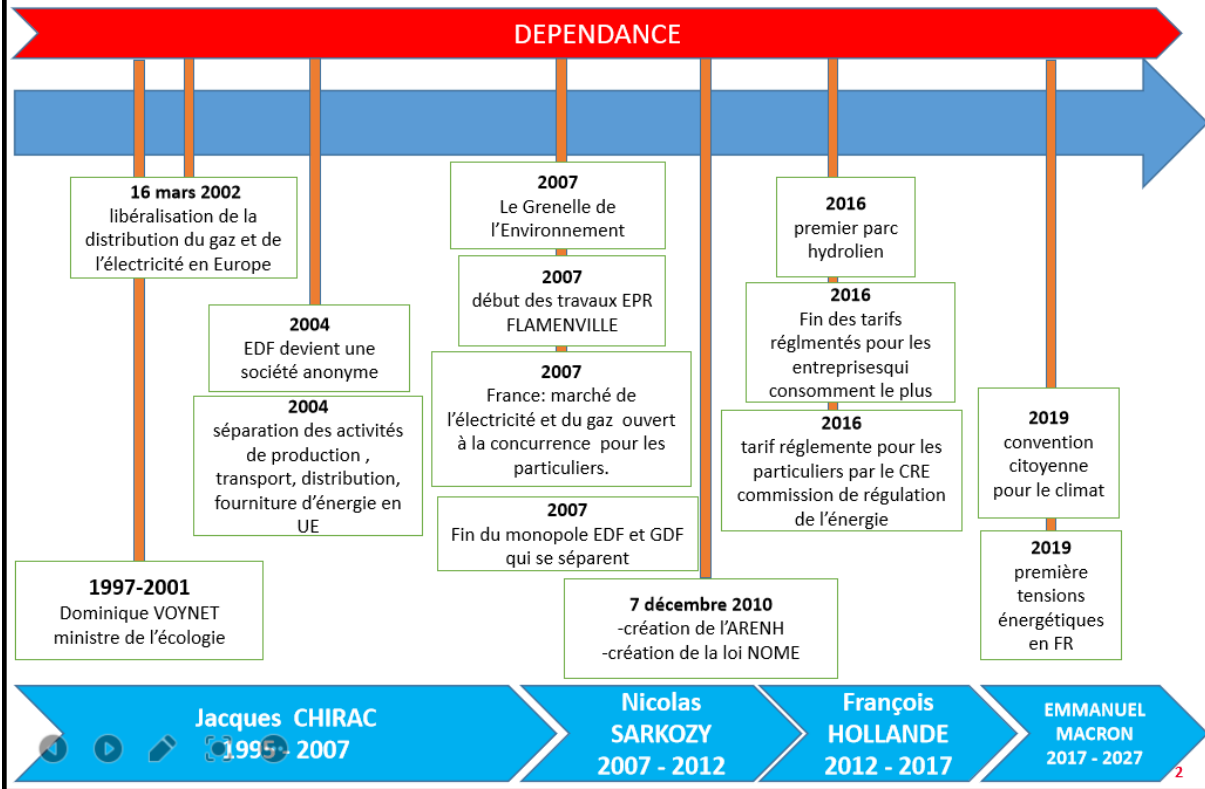 DEPENDANCE
16 mars 2002
libéralisation de la
distribution du gaz et de
l’électricité en Europe
2004
EDF devient une
société anonyme
2004
séparation des activités
de production ,
transport, distribution,
fourniture d’énergie en
UE
1997-2001
Dominique VOYNET
ministre de l’écologie
2007
Le Grenelle de
l’Environnement
2007
début des travaux EPR
FLAMENVILLE
2007
France: marché de
l’électricité et du gaz ouvert
à la concurrence pour les
particuliers.
2007
Fin du monopole EDF et GDF
qui se séparent
7 décembre 2010
-création de l’ARENH
-création de la loi NOME
2016
premier parc
hydrolien
2016
Fin des tarifs
réglmentés pour les
entreprisesqui
consomment le plus
2016
tarif réglemente pour les
particuliers par le CRE
commission de régulation
de l’énergie
2019
convention
citoyenne
pour le climat
2019
première
tensions
énergétiques
en FR
Jacques CHIRAC
1995 - 2007
Nicolas
SARKOZY
2007 - 2012
François
HOLLANDE
2012 - 2017
EMMANUEL
MACRON
2017 - 2027
2